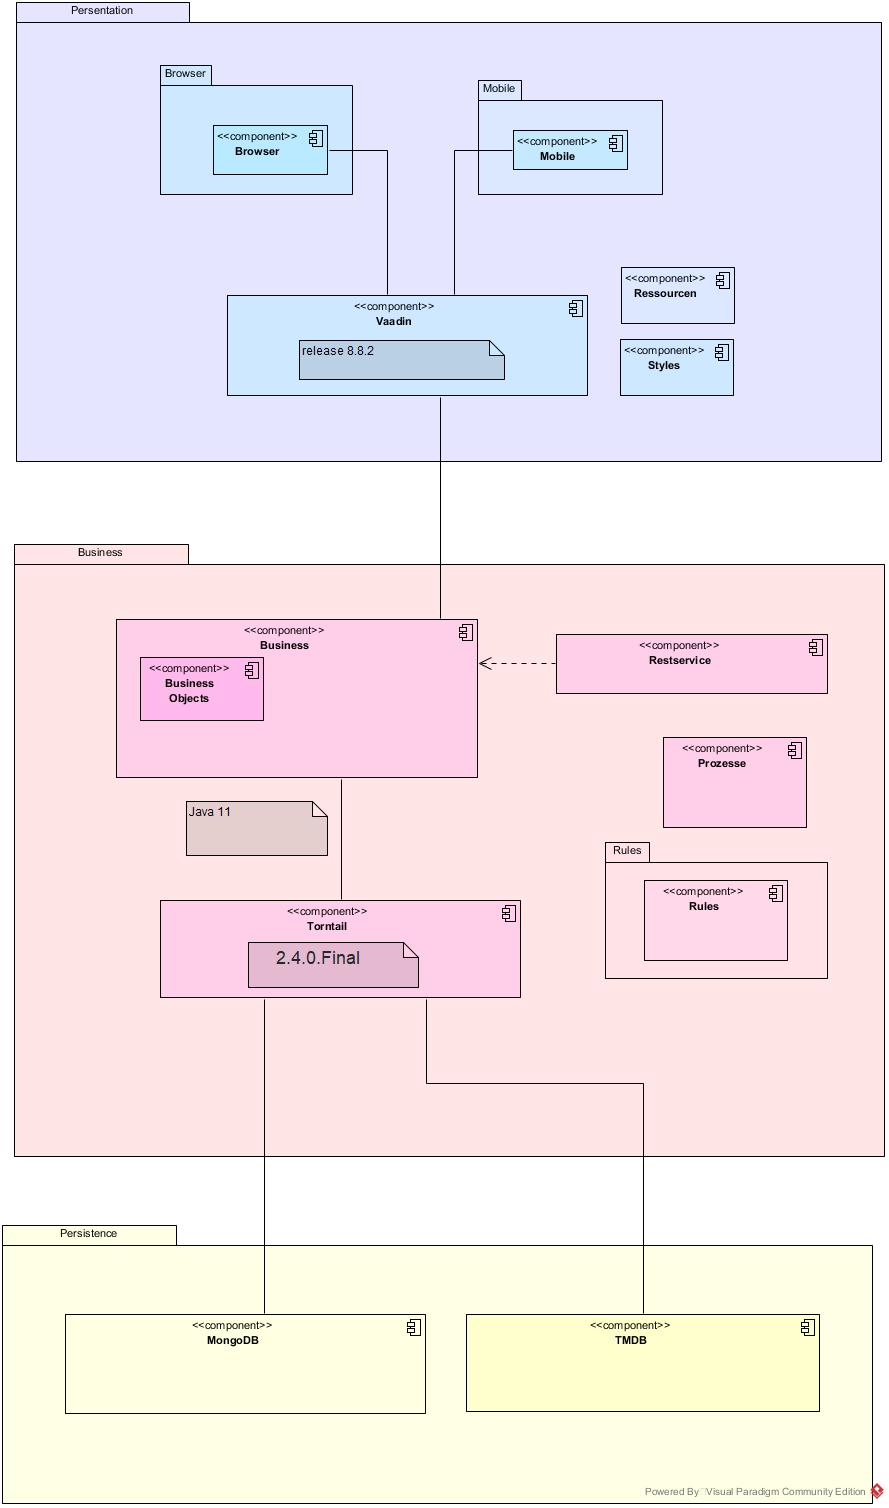 Persentation
Browser
Mobile
<<component>>
Browser
<<component>>
Mobile
<<component>>
Ressourcen
<<component>>
Vaadin
release 8.8.2
<<component>>
Styles
Business
<<component>>
Business
<<component>>
Business
Objects
<<component>>
Restservice
<<component>>
Prozesse
Java 11
Rules
<<component>>
Rules
<<component>>
Torntail
2.4.0.Final
Persistence
<<component>>
MongoDB
<<component>>
TMDB
Powered By Visual Paradigm Community Edition